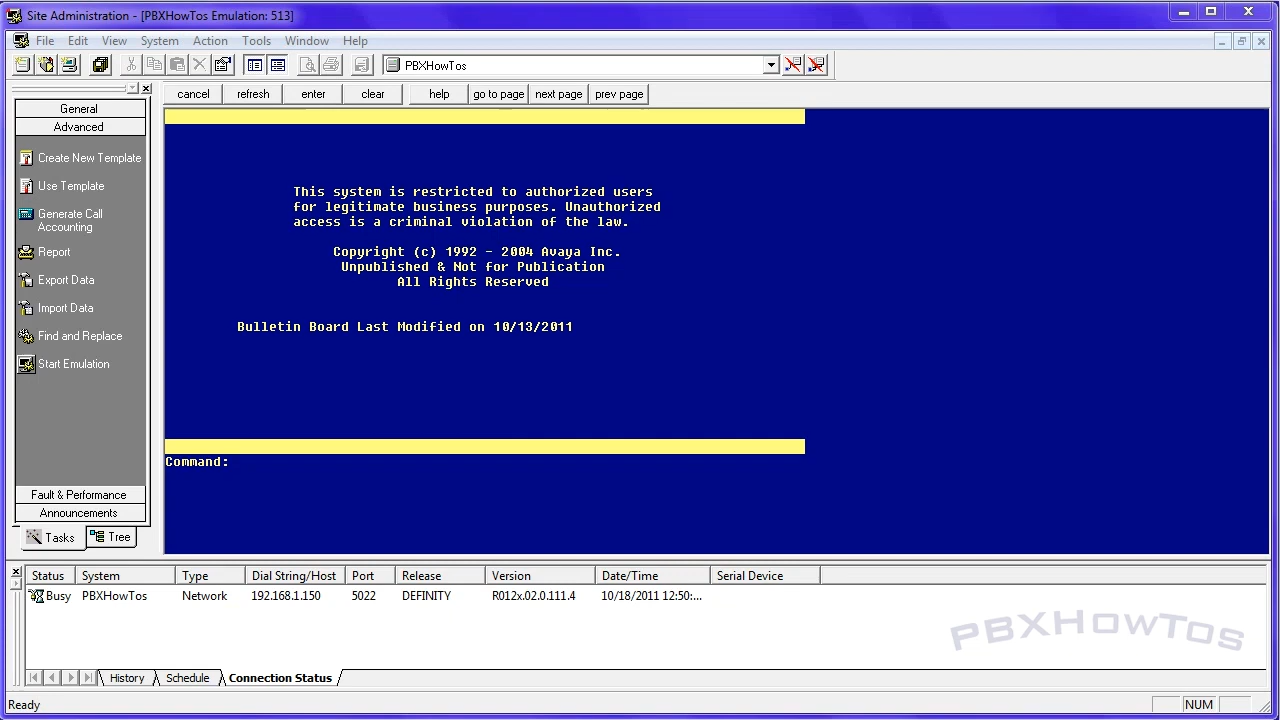 Site Administration - [PBXHowTos Emulation: 513]
File Edit View System Action Tools Window Help
PBXHowTos
cancel refresh enter clear help go to page next page prev page
General
Advanced
Create New Template
Use Template
Generate Call
Accounting
Report
Export Data
Import Data
Find and Replace
Start Emulation
Fault & Performance
Announcements
Tasks Tree
This system is restricted to authorized users
for legitimate business purposes. Unauthorized
access is a criminal violation of the law.
Copyright (c) 1992 - 2004 Avaya Inc.
Unpublished & Not for Publication
All Rights Reserved
Bulletin Board Last Modified on 10/13/2011
Command:
Status System Type Dial String/Host Port Release Version Date/Time Serial Device
Busy PBXHowTos Network 192.168.1.150 5022 DEFINITY R012x.02.0.111.4 10/18/2011 12:50:...
PBXHowTos
History Schedule Connection Status
Ready NUM